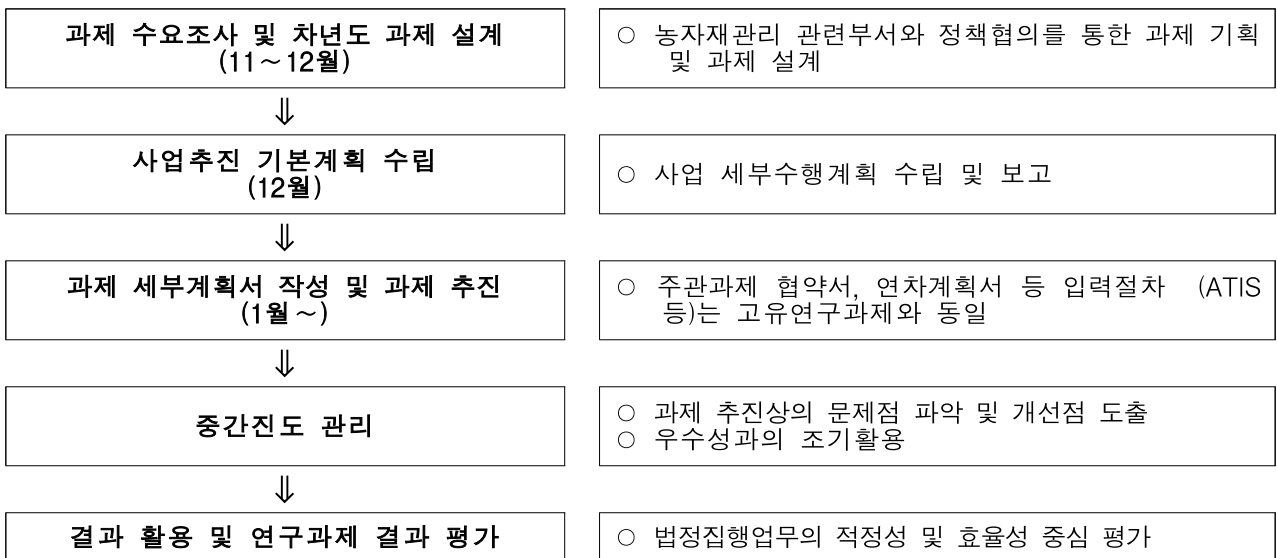 과제 수요조사 및 차년도 과제 설계
(11～12월)
○ 농자재관리 관련부서와 정책협의를 통한 과제 기획
및 과제 설계
⇓
사업추진 기본계획 수립
(12월)
○ 사업 세부수행계획 수립 및 보고
⇓
과제 세부계획서 작성 및 과제 추진
(1월～)
○ 주관과제 협약서, 연차계획서 등 입력절차 (ATIS
등)는 고유연구과제와 동일
⇓
중간진도 관리
○ 과제 추진상의 문제점 파악 및 개선점 도출
○ 우수성과의 조기활용
⇓
결과 활용 및 연구과제 결과 평가
○ 법정집행업무의 적정성 및 효율성 중심 평가